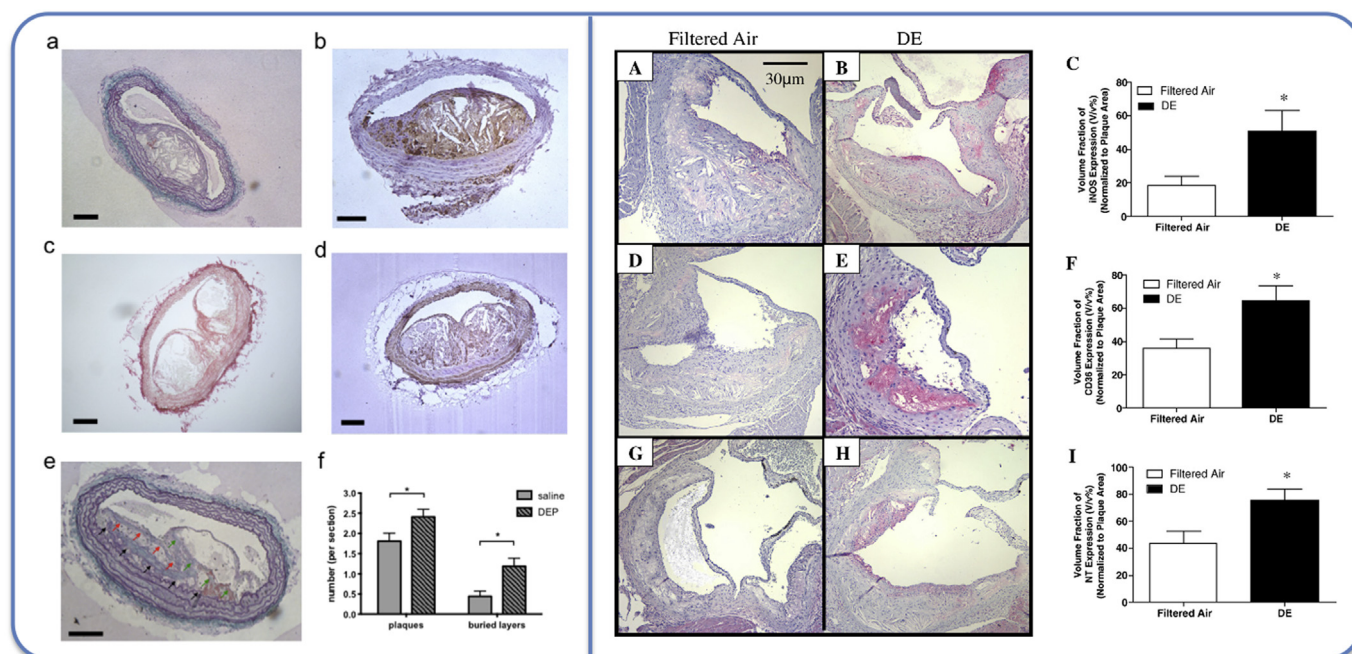 a
b
c
d
e
f
number (per section)
3.0
2.5
2.0
1.5
1.0
0.5
0.0
*
*
saline
DEP
plaques
buried layers
Filtered Air
DE
A
30µm
B
D
E
G
H
C
Volume Fraction of
iNOS Expression (V/v%)
(Normalized to Plaque Area)
80
60
40
20
0
Filtered Air
DE
*
Filtered Air
DE
F
Volume Fraction of
CD36 Expression (V/v%)
(Normalized to Plaque Area)
80
60
40
20
0
Filtered Air
DE
*
Filtered Air
DE
I
Volume Fraction of
NT Expression (V/v%)
(Normalized to Plaque Area)
100
80
60
40
20
0
Filtered Air
DE
*
Filtered Air
DE